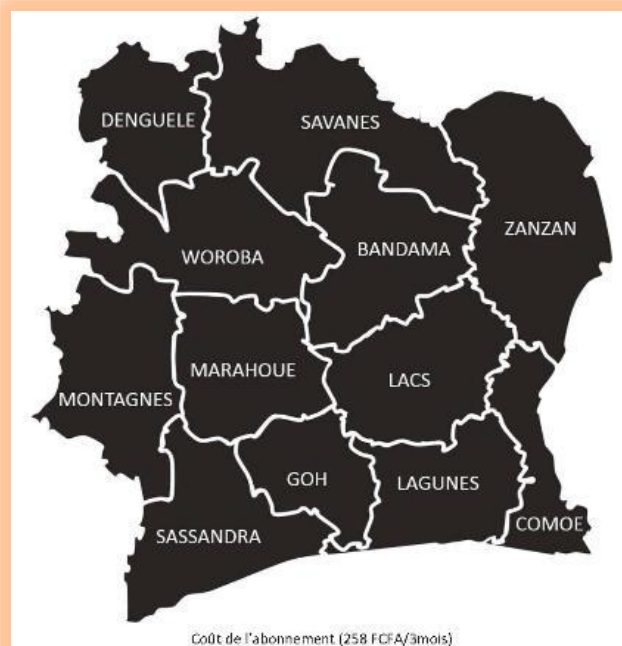 DENGUELE
SAVANES
ZANZAN
WOROBA
BANDAMA
MARAHOUE
LACS
MONTAGNES
GOH
LAGUNES
COMOE
SASSANDRA
Coût de l'abonnement (258 FCFA/3mois)